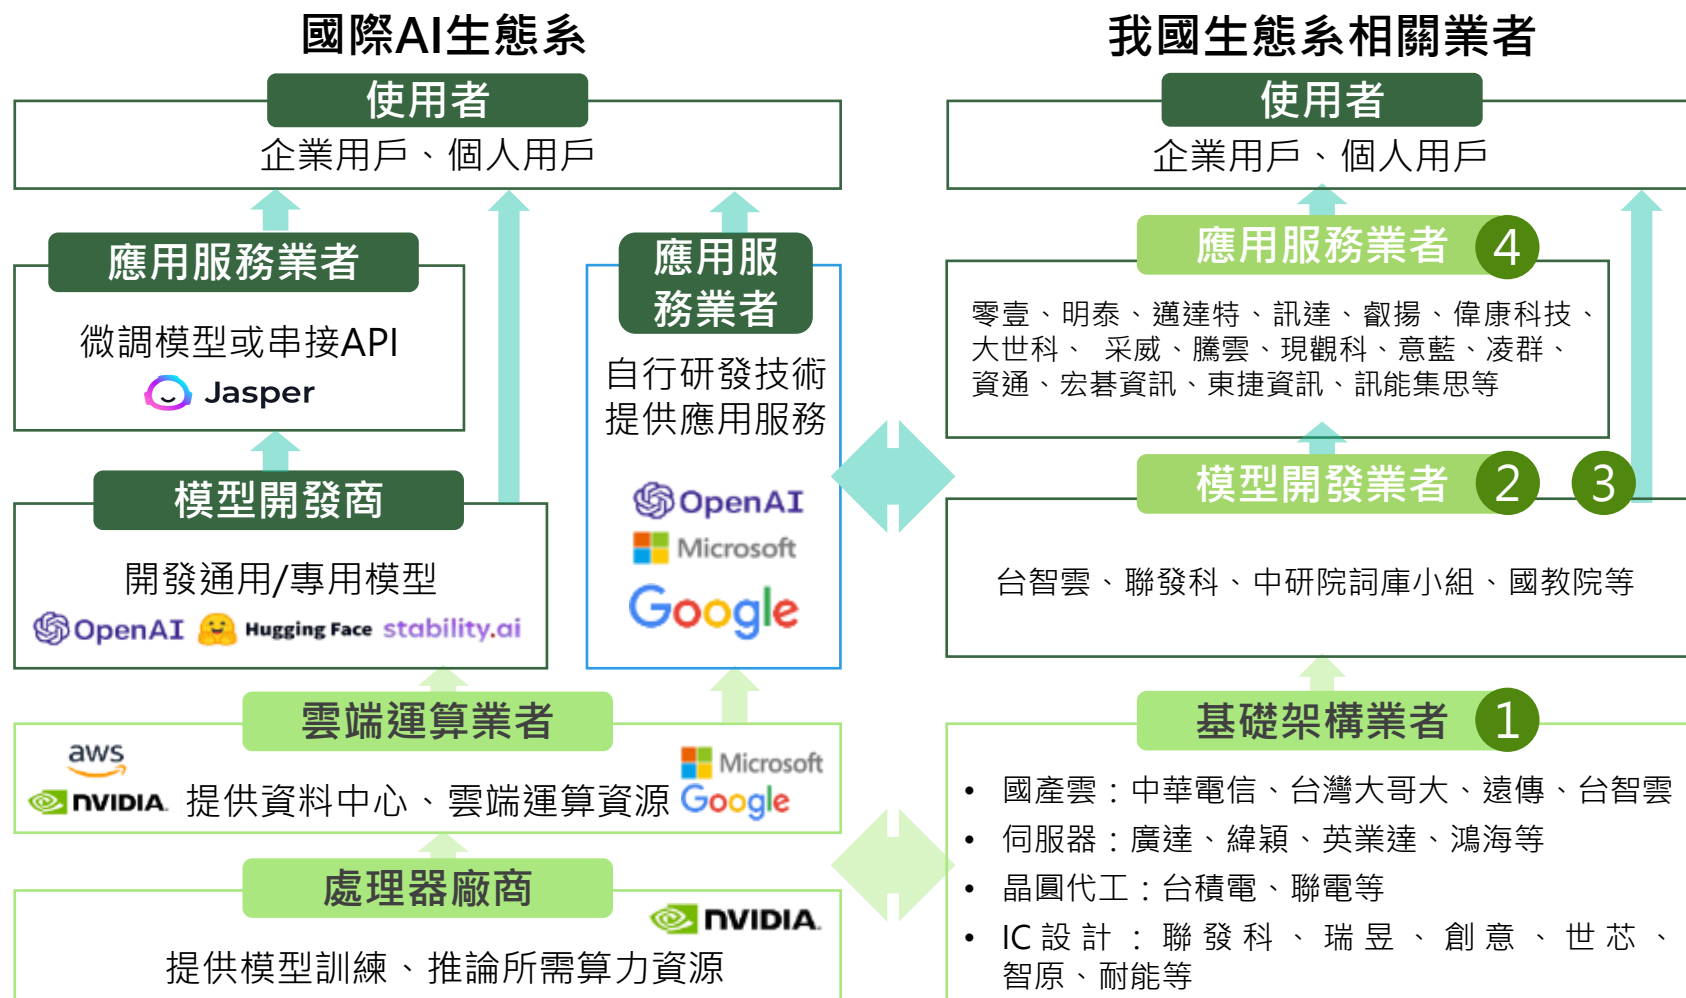 國際AI生態系
使用者
企業用戶、個人用戶
應用服務業者
微調模型或串接API
Jasper
應用服
務業者
自行研發技術
提供應用服務
OpenAI
Microsoft
Google
模型開發商
開發通用/專用模型
OpenAI
Hugging Face
stability.ai
雲端運算業者
aws
NVIDIA.
提供資料中心、雲端運算資源
Microsoft
Google
處理器廠商
NVIDIA.
提供模型訓練、推論所需算力資源
我國生態系相關業者
使用者
企業用戶、個人用戶
應用服務業者 4
零壹、明泰、邁達特、訊達、叡揚、偉康科技、
大世科、 采威、騰雲、現觀科、意藍、凌群、
資通、宏碁資訊、東捷資訊、訊能集思等
模型開發業者 2 3
台智雲、聯發科、中研院詞庫小組、國教院等
基礎架構業者 1
• 國產雲：中華電信、台灣大哥大、遠傳、台智雲
• 伺服器：廣達、緯穎、英業達、鴻海等
• 晶圓代工：台積電、聯電等
• IC設計：聯發科、瑞昱、創意、世芯、
智原、耐能等